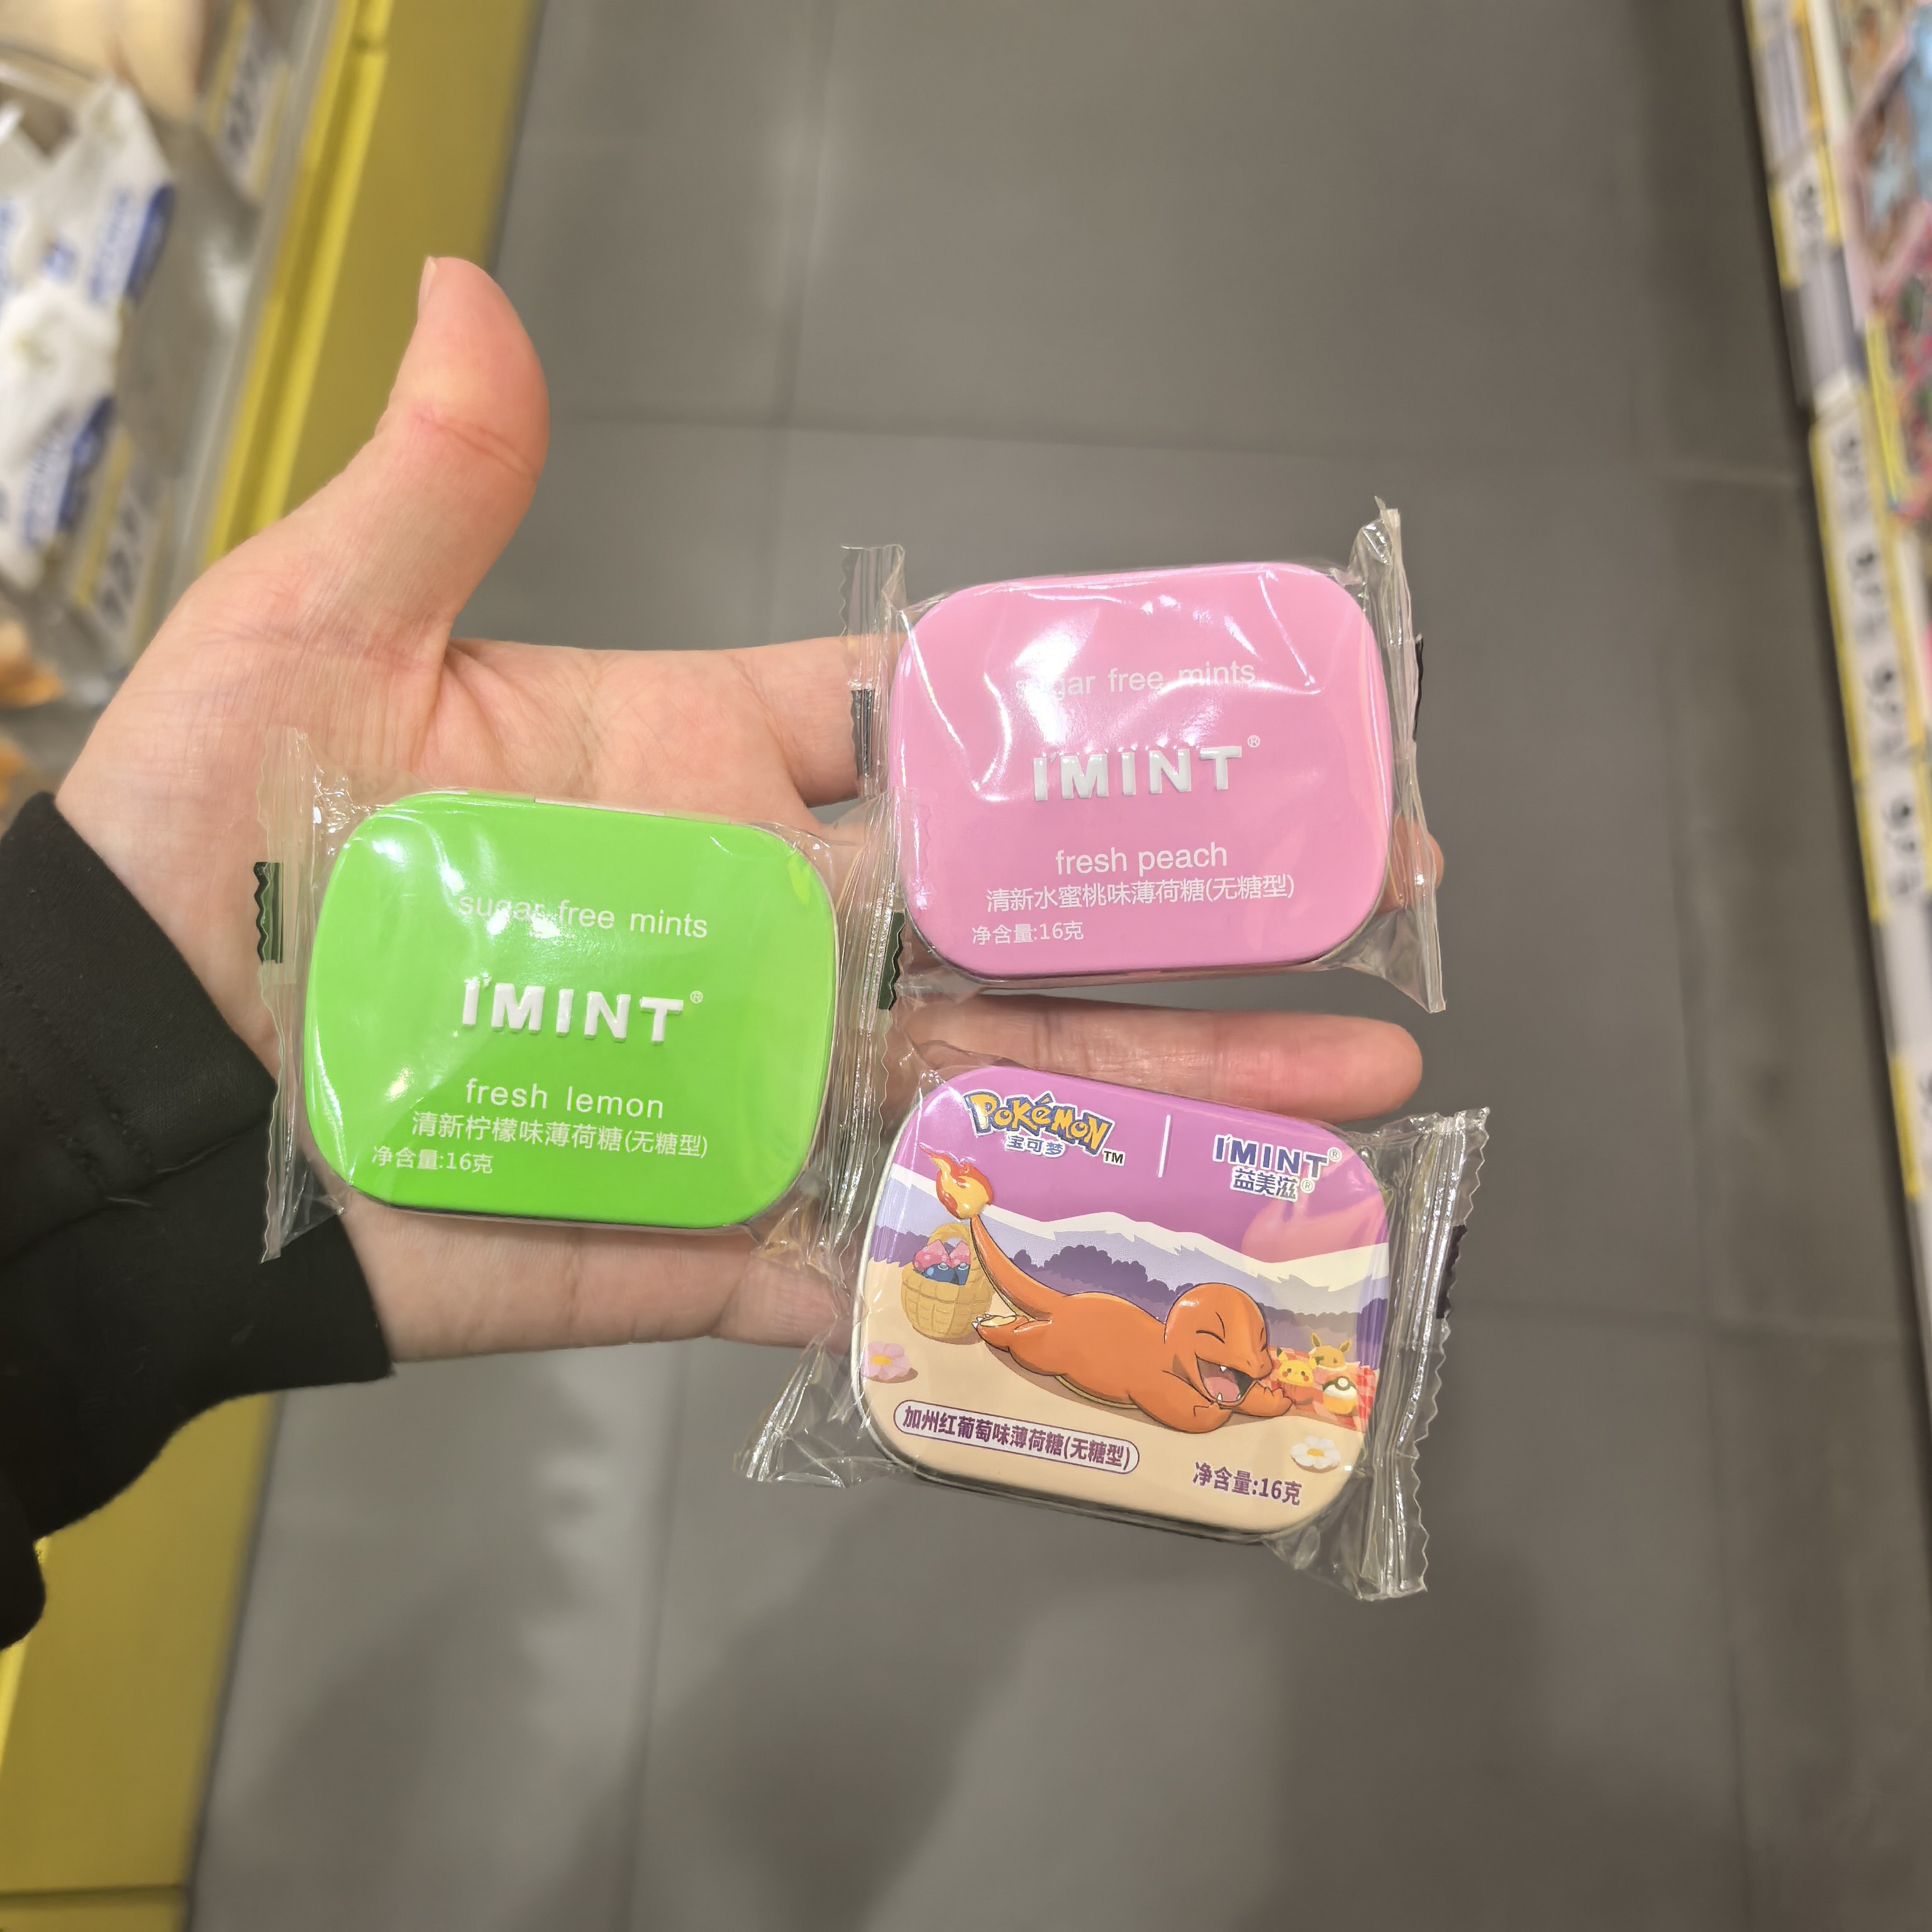 sugar free mints
I'MINT®
fresh peach
清新水蜜桃味薄荷糖(无糖型)
净含量:16克
sugar free mints
I'MINT®
fresh lemon
清新柠檬味薄荷糖(无糖型)
净含量:16克
POKéMON
宝可梦™
I'MINT®
益美滋®
加州红葡萄味薄荷糖(无糖型)
净含量:16克